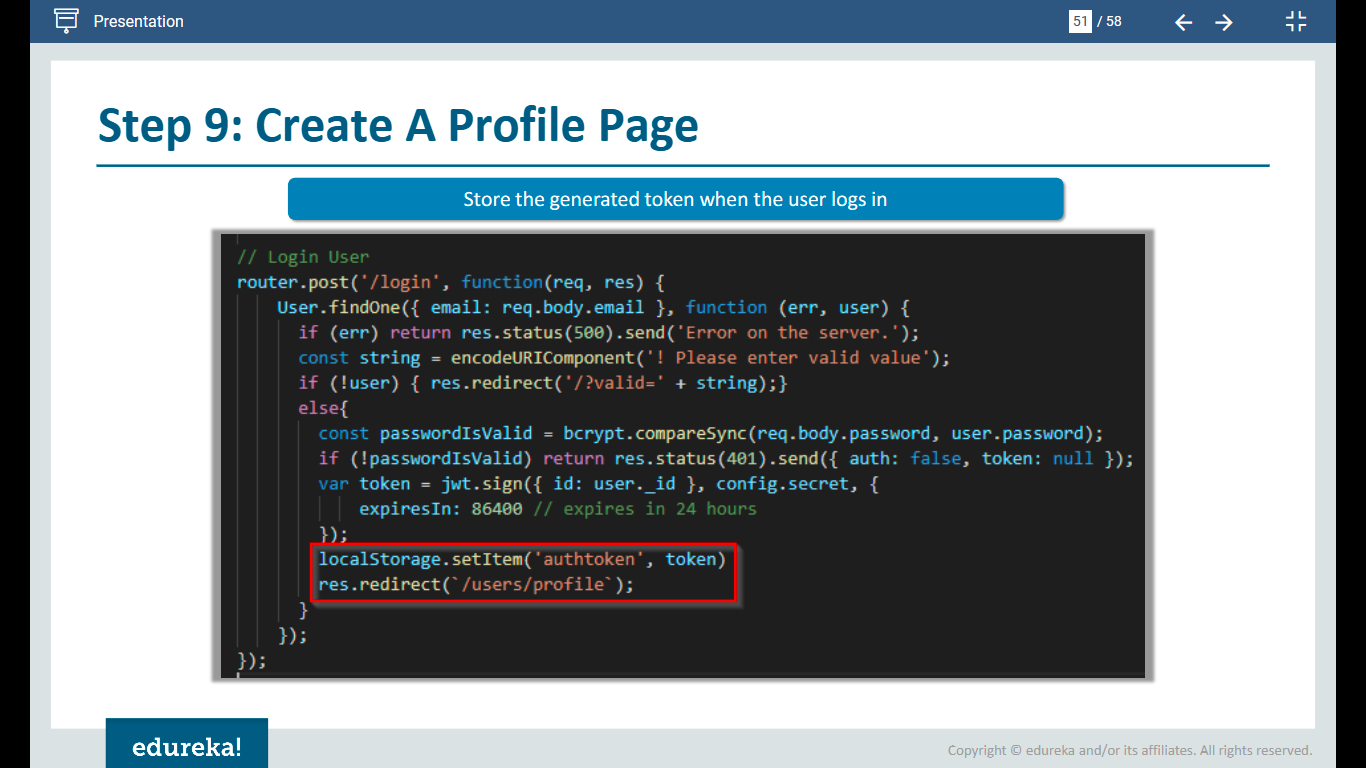 Presentation
51 / 58
Step 9: Create A Profile Page
Store the generated token when the user logs in
// Login User
router.post('/login', function(req, res) {
User.findOne({ email: req.body.email }, function (err, user) {
if (err) return res.status(500).send('Error on the server.');
const string = encodeURIComponent('! Please enter valid value');
if (!user) { res.redirect('/?valid=' + string);}
else{
const passwordIsValid = bcrypt.compareSync(req.body.password, user.password);
if (!passwordIsValid) return res.status(401).send({ auth: false, token: null });
var token = jwt.sign({ id: user._id }, config.secret, {
expiresIn: 86400 // expires in 24 hours
});
localStorage.setItem('authtoken', token)
res.redirect(`/users/profile`);
}
});
});
edureka!
Copyright © edureka and/or its affiliates. All rights reserved.